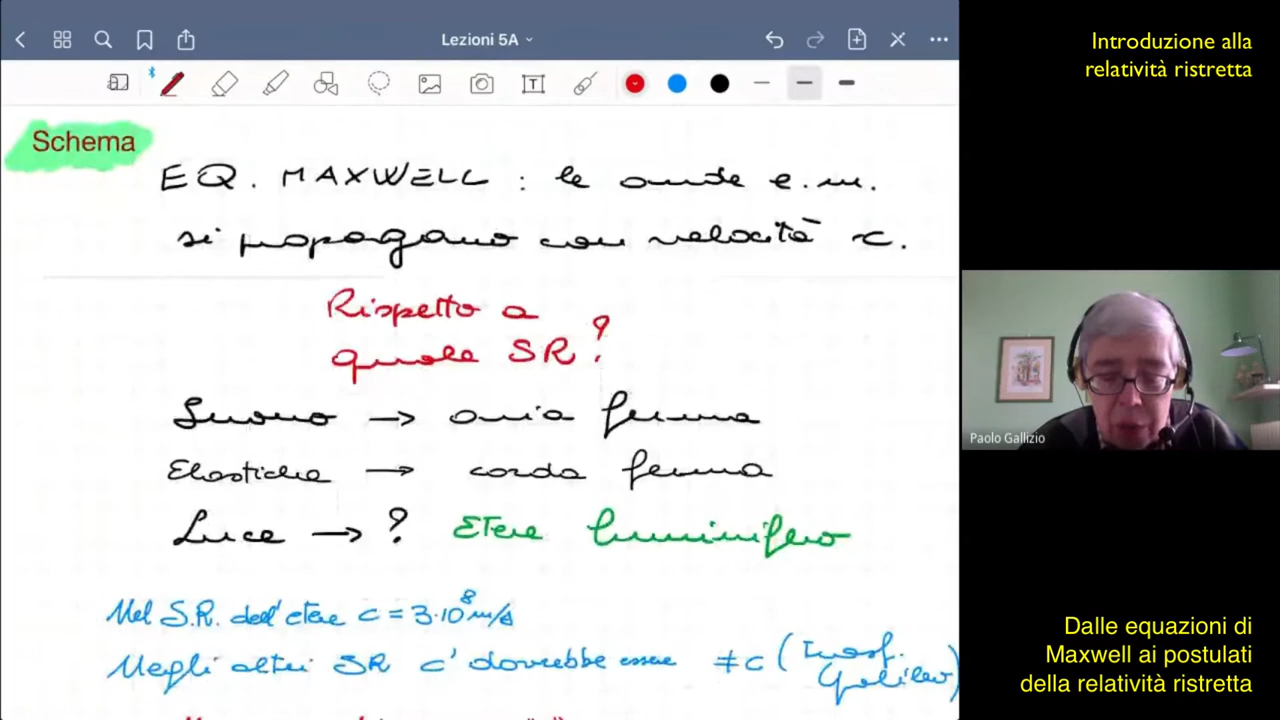 Lezioni 5A
Introduzione alla
relatività ristretta
Schema
EQ. MAXWELL : le onde e.m.
si propagano con velocità c.
Rispetto a
quale SR?
Suono → aria ferma
Elastiche → corda ferma
Luce → ? Etere luminifero
Nel S.R. dell'etere c = 3·10⁸ m/s
Negli altri SR c' dovrebbe essere ≠ c (Trasf.
Galileo)
Paolo Gallizio
Dalle equazioni di
Maxwell ai postulati
della relatività ristretta